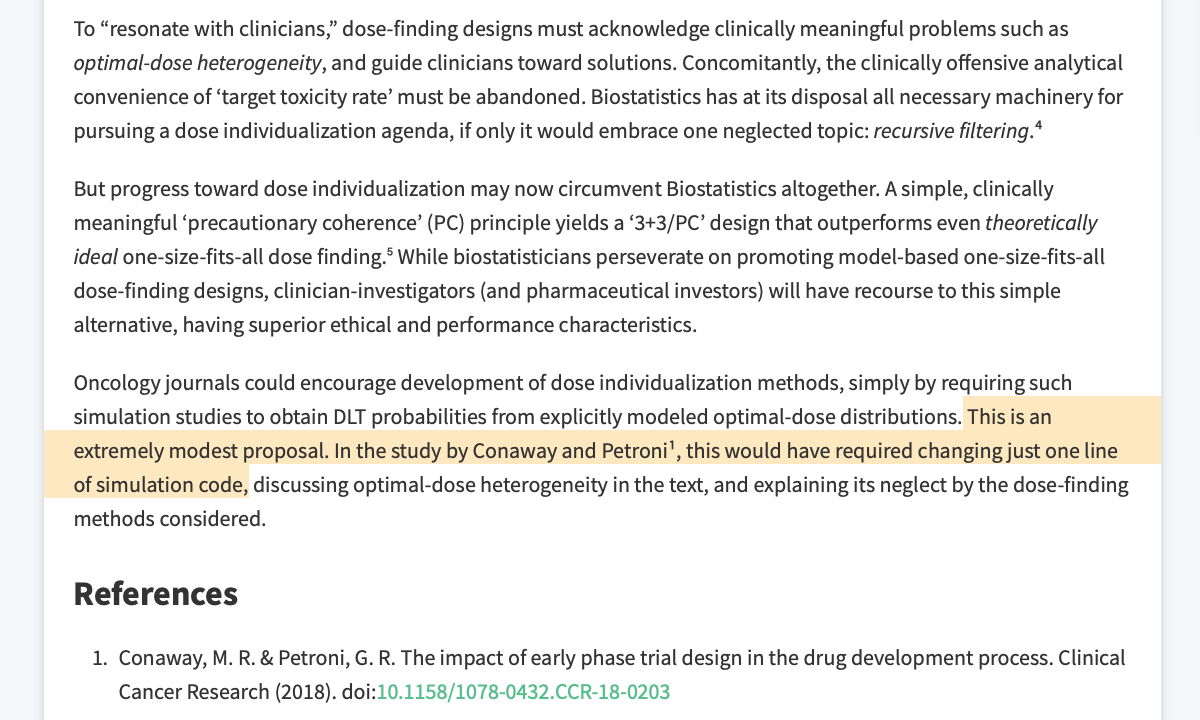 To “resonate with clinicians,” dose-finding designs must acknowledge clinically meaningful problems such as
optimal-dose heterogeneity, and guide clinicians toward solutions. Concomitantly, the clinically offensive analytical
convenience of ‘target toxicity rate’ must be abandoned. Biostatistics has at its disposal all necessary machinery for
pursuing a dose individualization agenda, if only it would embrace one neglected topic: recursive filtering.⁴
But progress toward dose individualization may now circumvent Biostatistics altogether. A simple, clinically
meaningful ‘precautionary coherence’ (PC) principle yields a ‘3+3/PC’ design that outperforms even theoretically
ideal one-size-fits-all dose finding.⁵ While biostatisticians perseverate on promoting model-based one-size-fits-all
dose-finding designs, clinician-investigators (and pharmaceutical investors) will have recourse to this simple
alternative, having superior ethical and performance characteristics.
Oncology journals could encourage development of dose individualization methods, simply by requiring such
simulation studies to obtain DLT probabilities from explicitly modeled optimal-dose distributions. This is an
extremely modest proposal. In the study by Conaway and Petroni¹, this would have required changing just one line
of simulation code, discussing optimal-dose heterogeneity in the text, and explaining its neglect by the dose-finding
methods considered.
References
1. Conaway, M. R. & Petroni, G. R. The impact of early phase trial design in the drug development process. Clinical
Cancer Research (2018). doi:10.1158/1078-0432.CCR-18-0203